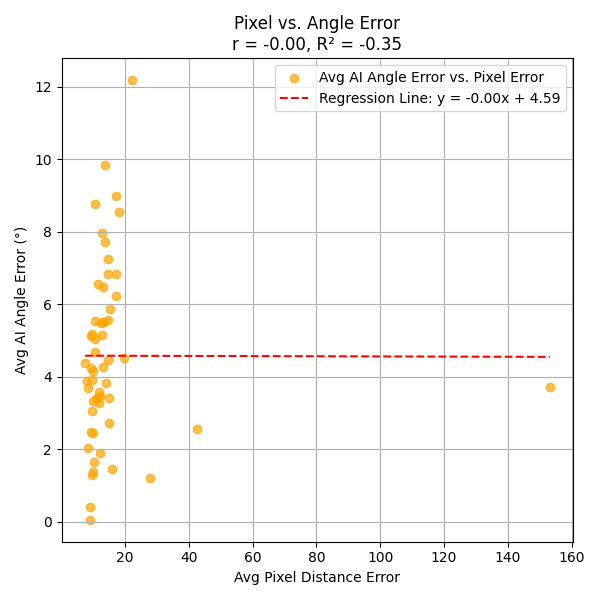 Pixel vs. Angle Error
r = -0.00, R² = -0.35
Avg AI Angle Error vs. Pixel Error
Regression Line: y = -0.00x + 4.59
Avg AI Angle Error (°)
12
10
8
6
4
2
0
20 40 60 80 100 120 140 160
Avg Pixel Distance Error